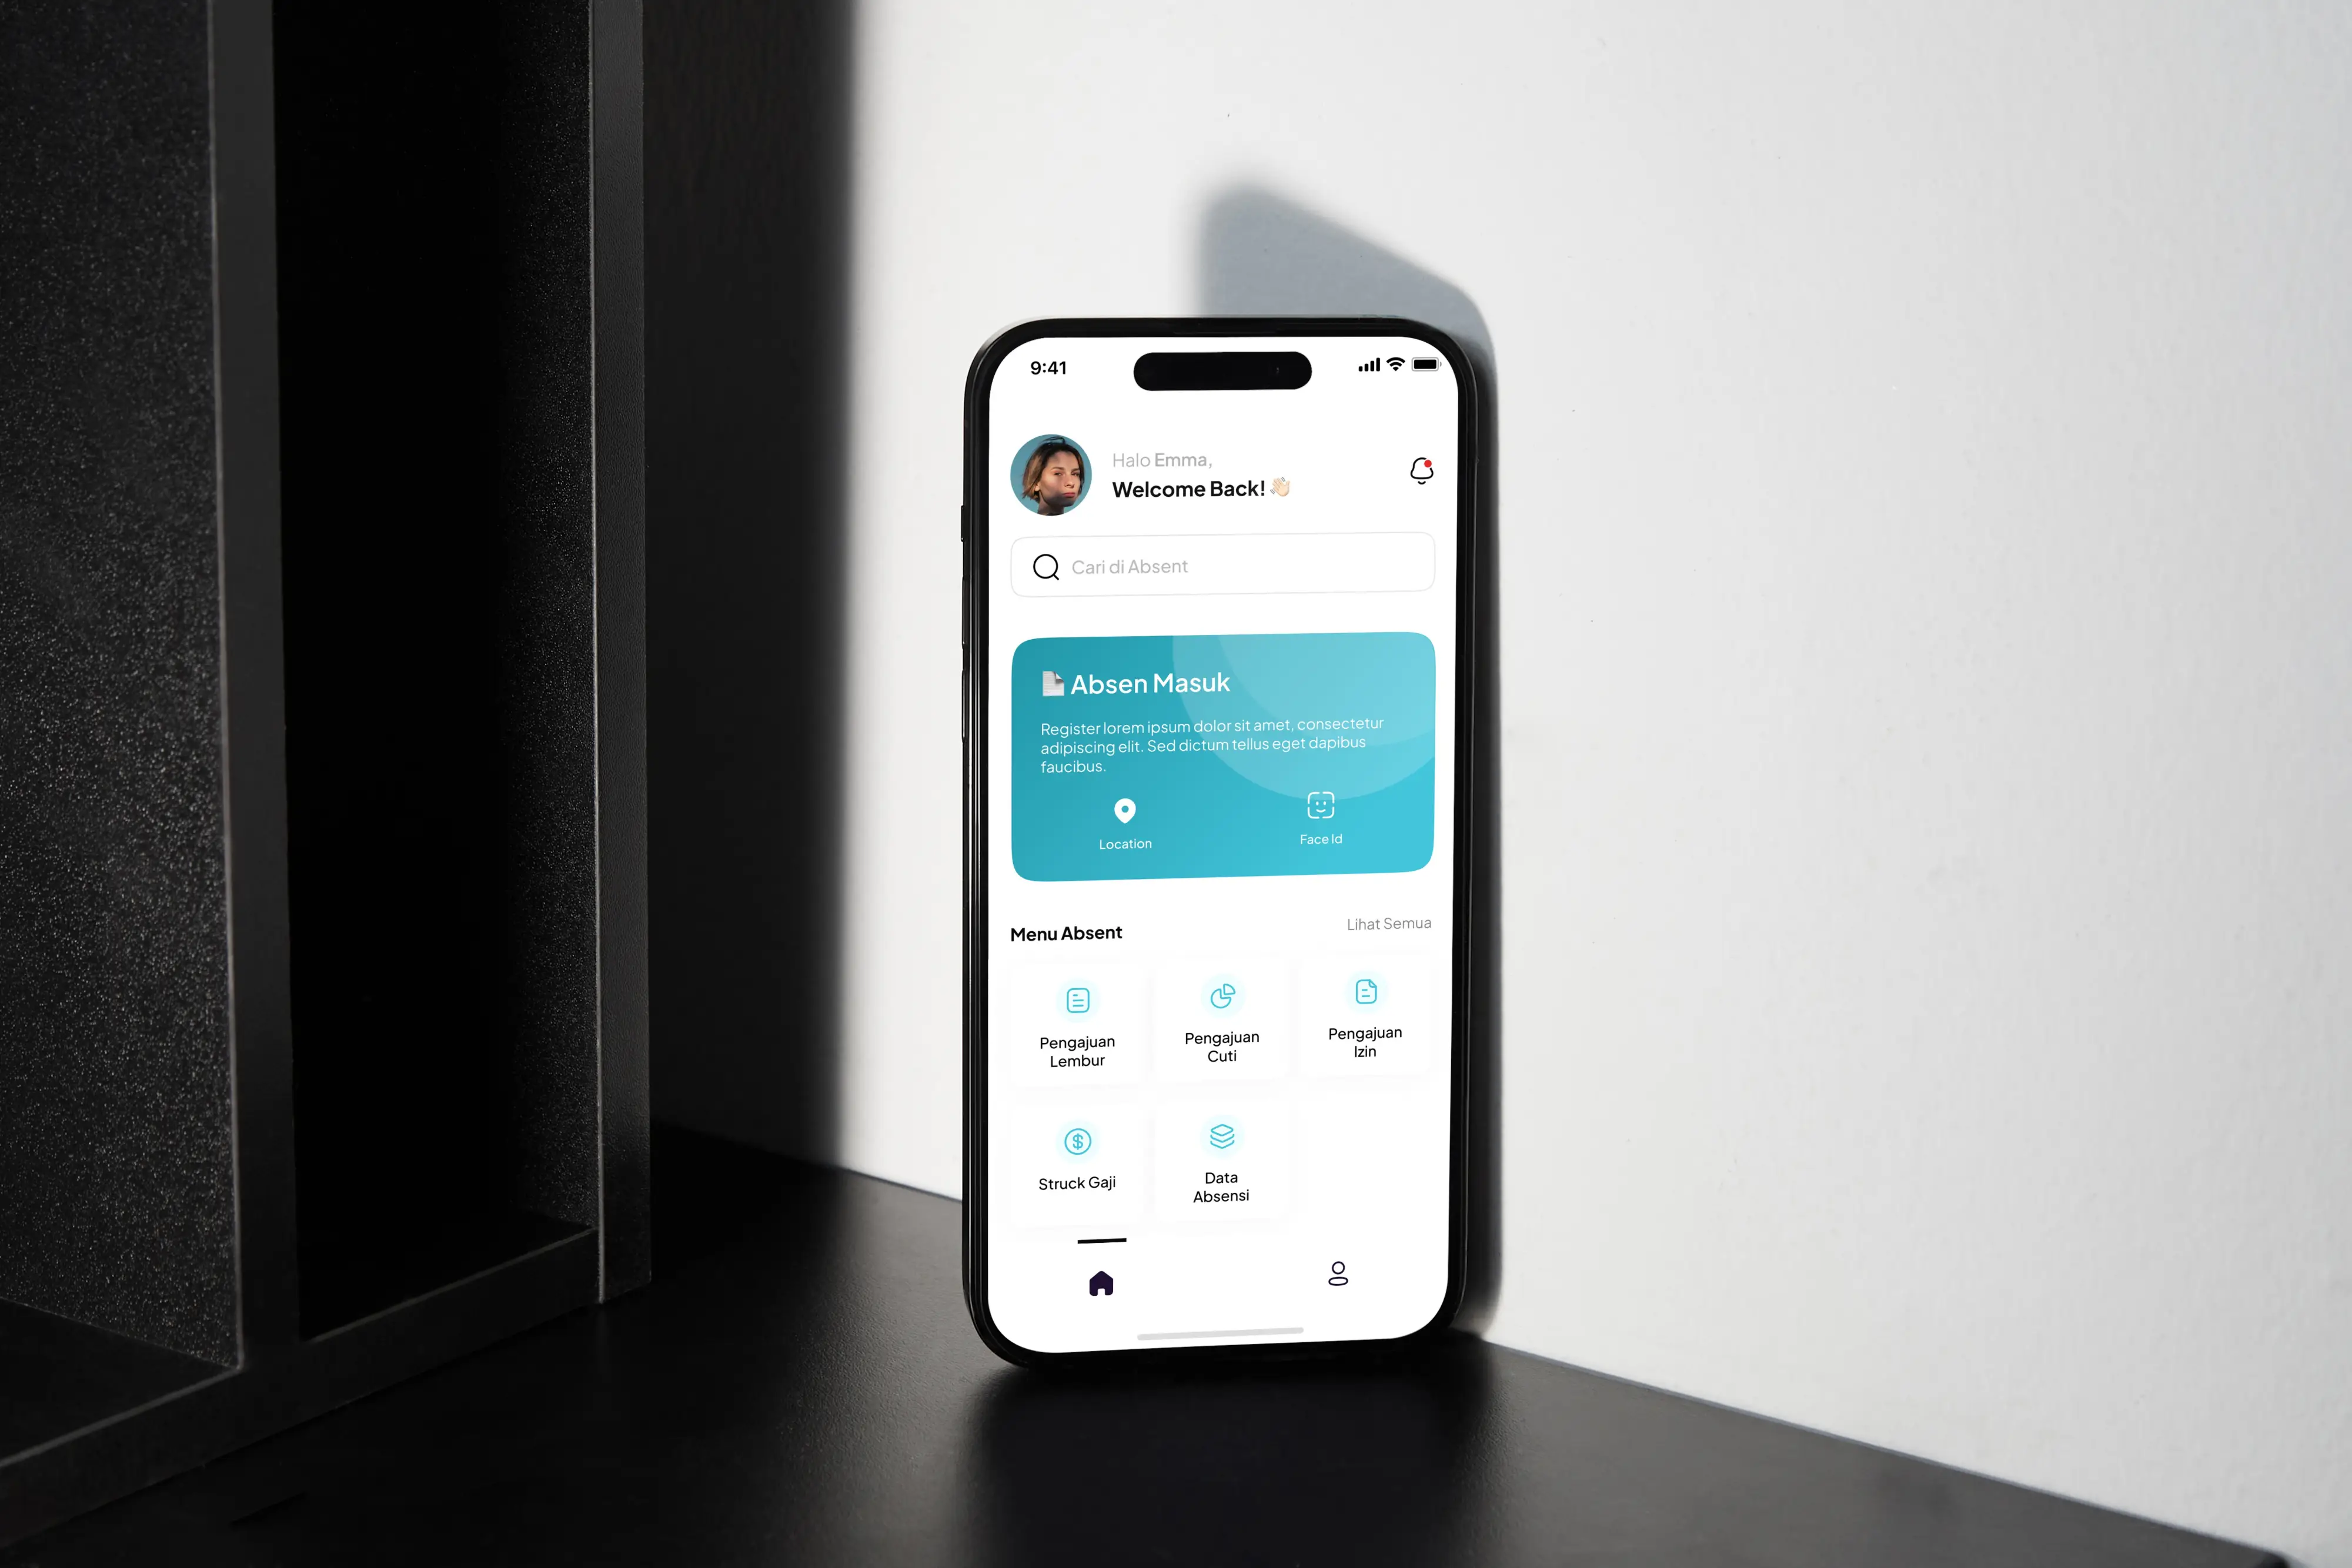 9:41
Halo Emma,
Welcome Back! 👋🏻
Cari di Absent
Absen Masuk
Register lorem ipsum dolor sit amet, consectetur
adipiscing elit. Sed dictum tellus eget dapibus
faucibus.
Location
Face Id
Menu Absent
Lihat Semua
Pengajuan
Lembur
Pengajuan
Cuti
Pengajuan
Izin
Struck Gaji
Data
Absensi